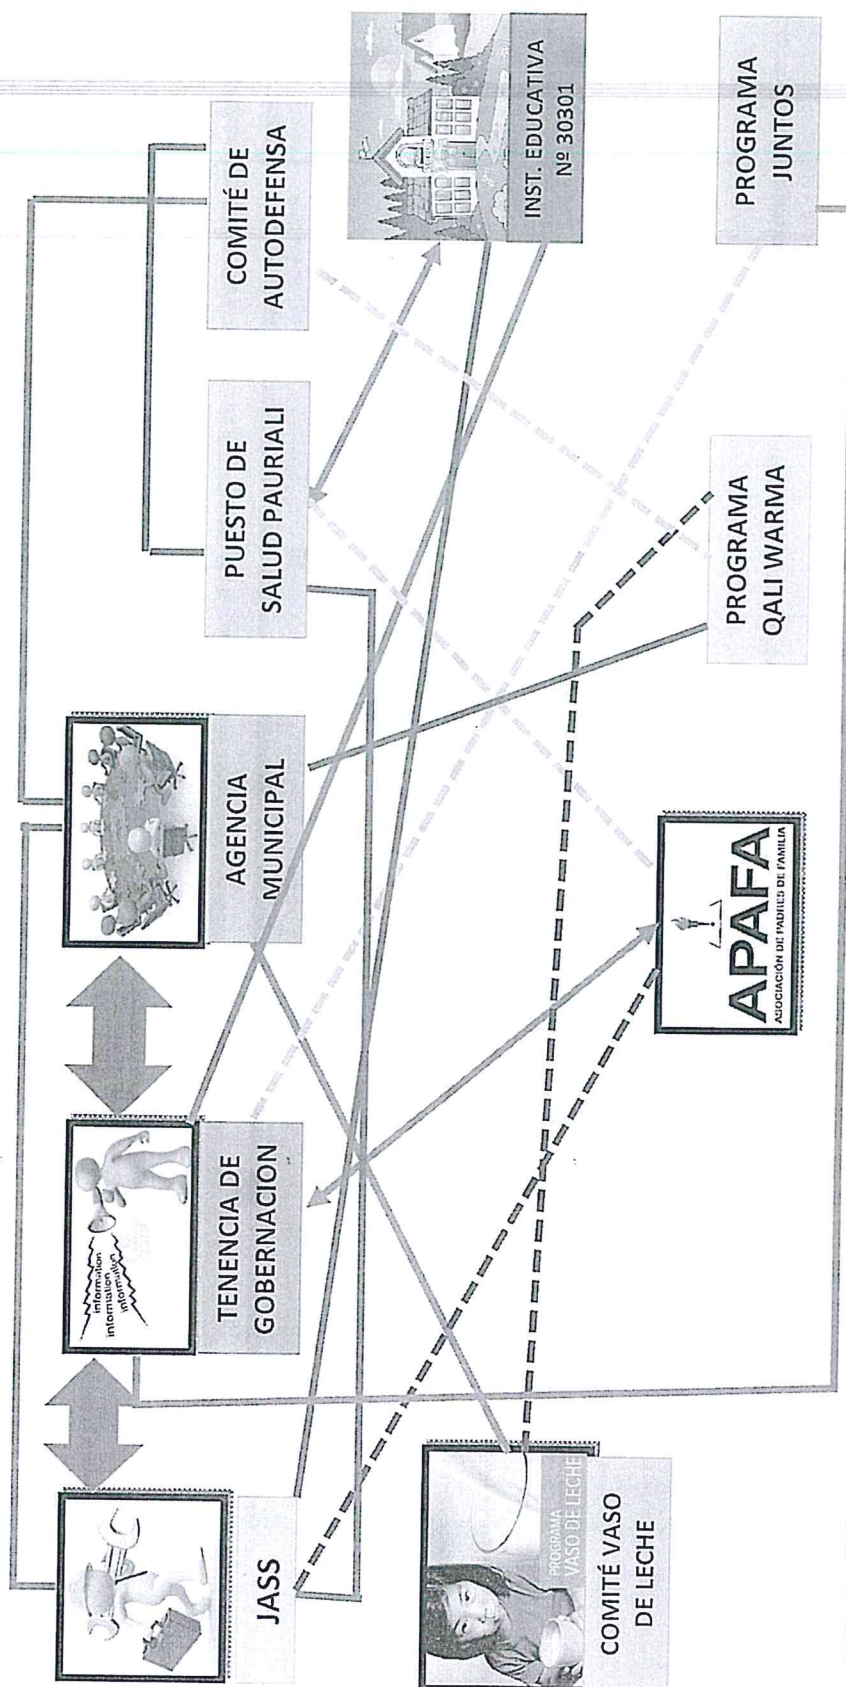 JASS
information
information
information
TENENCIA DE
GOBERNACION
AGENCIA
MUNICIPAL
PUESTO DE
SALUD PAURIALI
COMITÉ DE
AUTODEFENSA
INST. EDUCATIVA
Nº 30301
PROGRAMA
VASO DE LECHE
COMITÉ VASO
DE LECHE
APAFA
ASOCIACIÓN DE PADRES DE FAMILIA
PROGRAMA
QALI WARMA
PROGRAMA
JUNTOS